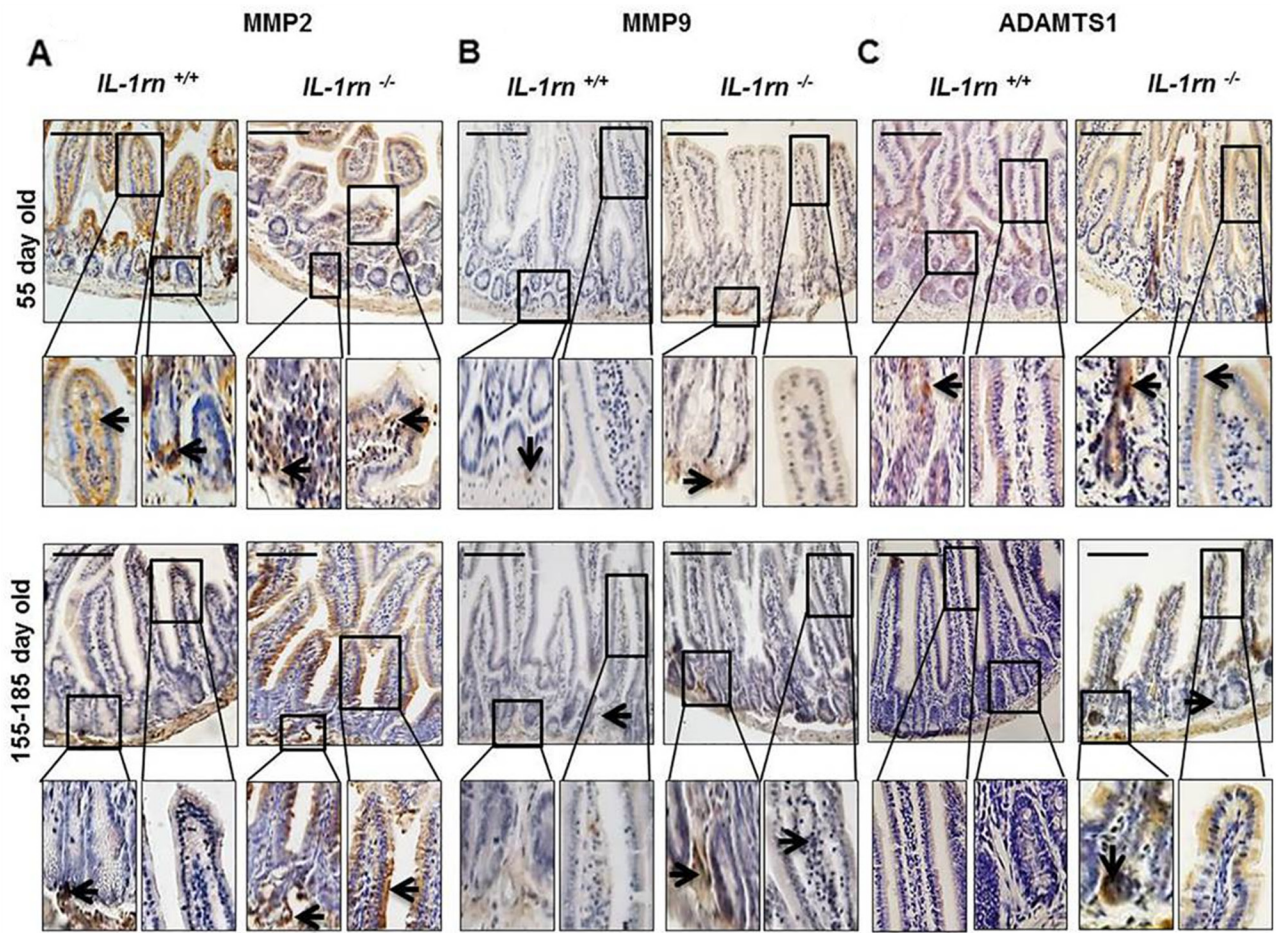 MMP2 MMP9 ADAMTS1
A B C
IL-1rn +/+ IL-1rn -/- IL-1rn +/+ IL-1rn -/- IL-1rn +/+ IL-1rn -/-
55 day old
155-185 day old